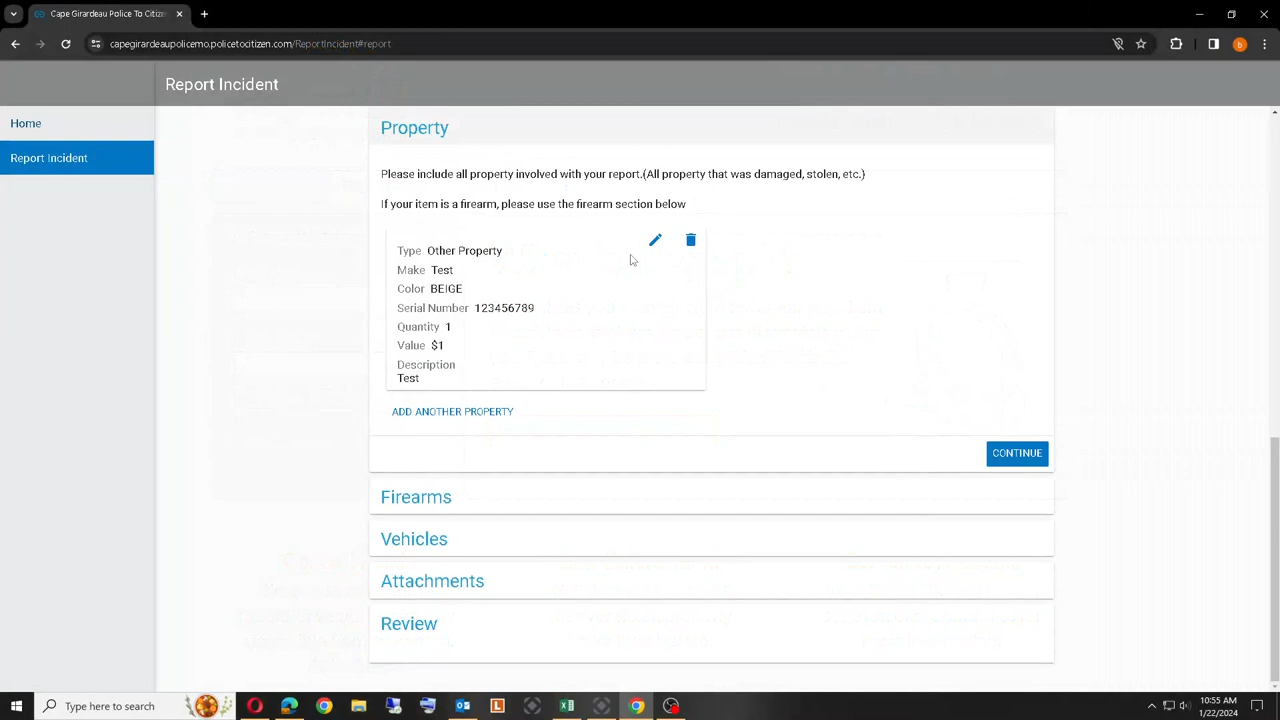 Cape Girardeau Police To Citize
capegirardeaupolicemo.policetocitizen.com/ReportIncident#report
b
Report Incident
Home
Report Incident
Property
Please include all property involved with your report.(All property that was damaged, stolen, etc.)
If your item is a firearm, please use the firearm section below
Type Other Property
Make Test
Color BEIGE
Serial Number 123456789
Quantity 1
Value $1
Description
Test
ADD ANOTHER PROPERTY
CONTINUE
Firearms
Vehicles
Attachments
Review
Type here to search
L
10:55 AM
1/22/2024